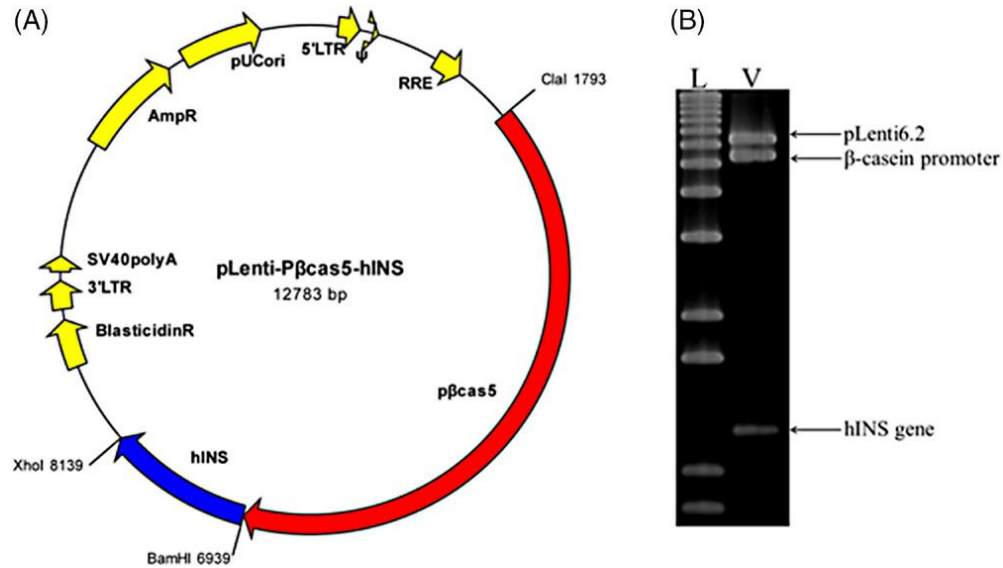 (A)
5'LTR
ψ
RRE
pUCori
AmpR
ClaI 1793
SV40polyA
3'LTR
BlasticidinR
pLenti-Pβcas5-hINS
12783 bp
pβcas5
hINS
XhoI 8139
BamHI 6939
(B)
L V
pLenti6.2
β-casein promoter
hINS gene